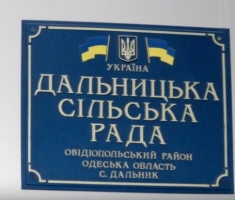 УКРАЇНА
ДАЛЬНИЦЬКА
СІЛЬСЬКА
РАДА
ОВІДІОПОЛЬСЬКИЙ РАЙОН
ОДЕСЬКА ОБЛАСТЬ
С. ДАЛЬНИК